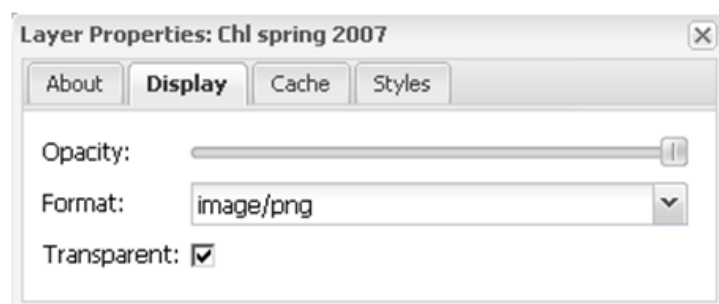 Layer Properties: Chl spring 2007
About Display Cache Styles
Opacity:
Format: image/png
Transparent: